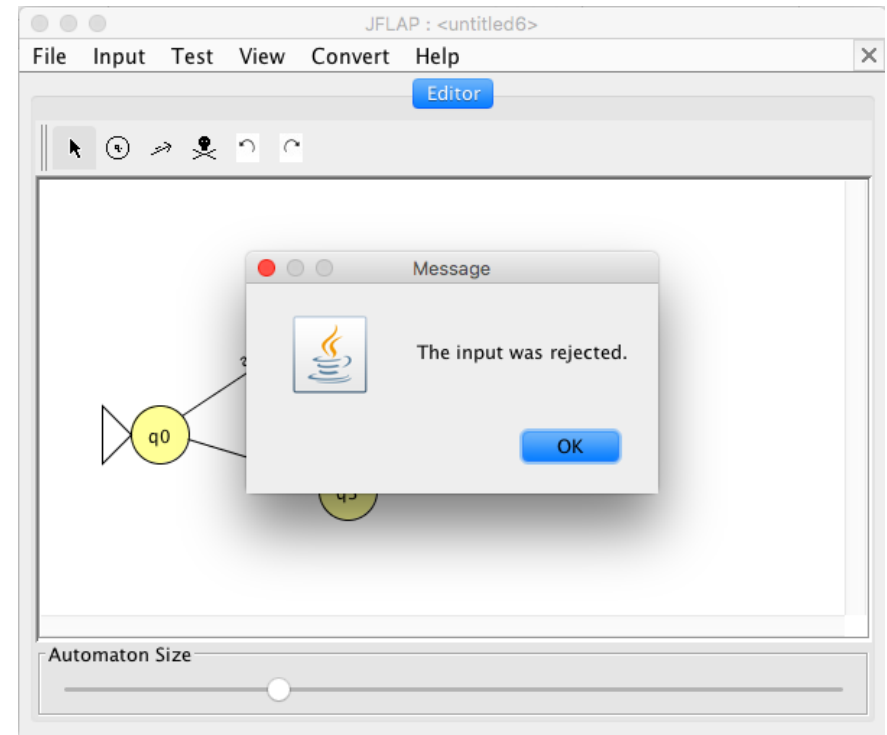 JFLAP : <untitled6>
File Input Test View Convert Help
Editor
Message
The input was rejected.
OK
q0
Automaton Size